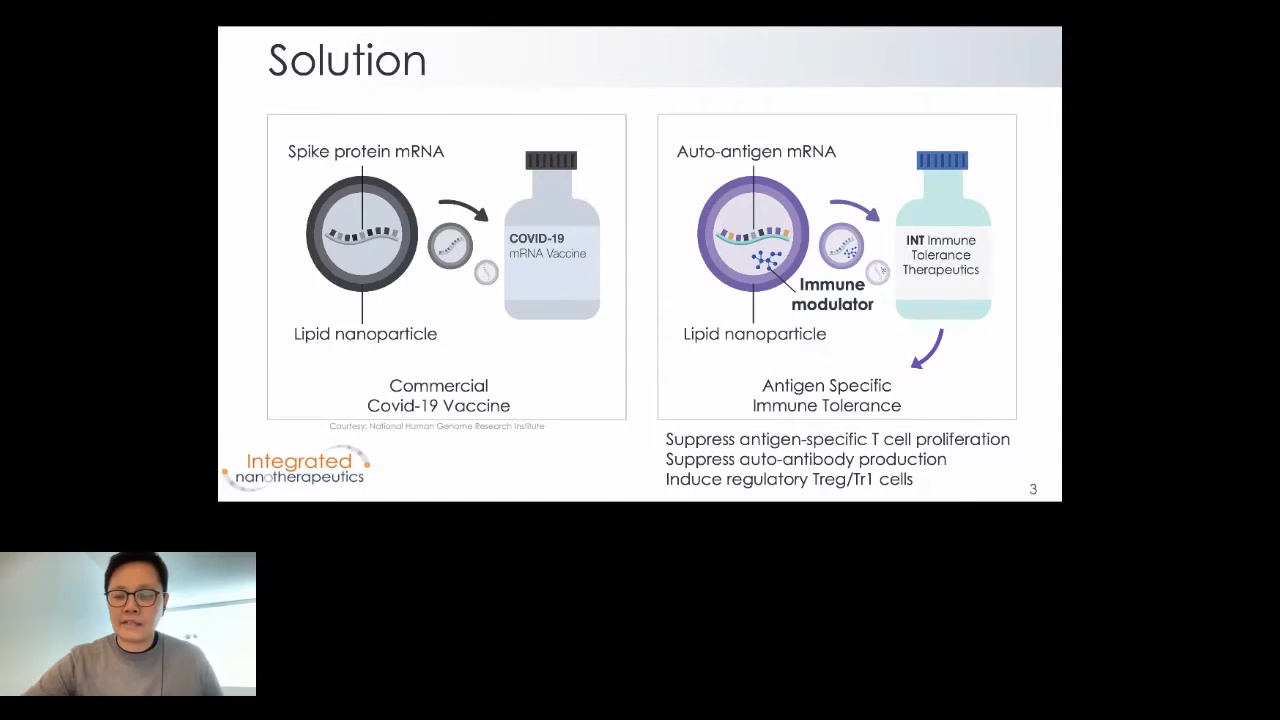 Solution
Spike protein mRNA
COVID-19
mRNA Vaccine
Lipid nanoparticle
Commercial
Covid-19 Vaccine
Courtesy: National Human Genome Research Institute
Auto-antigen mRNA
INT Immune
Tolerance
Therapeutics
Immune
modulator
Lipid nanoparticle
Antigen Specific
Immune Tolerance
Suppress antigen-specific T cell proliferation
Suppress auto-antibody production
Induce regulatory Treg/Tr1 cells
Integrated
nanotherapeutics
3